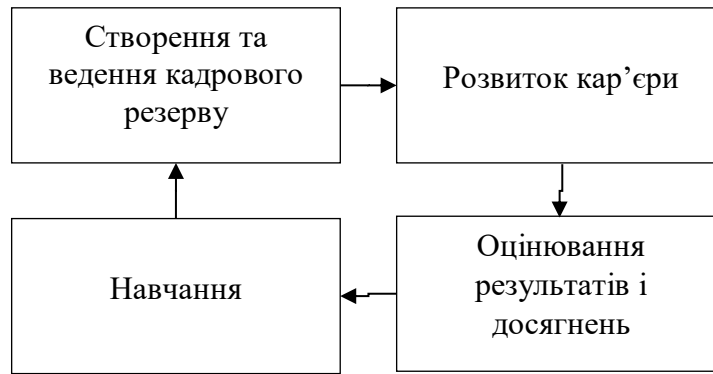 Створення та
ведення кадрового
резерву
Розвиток кар’єри
Оцінювання
результатів і
досягнень
Навчання